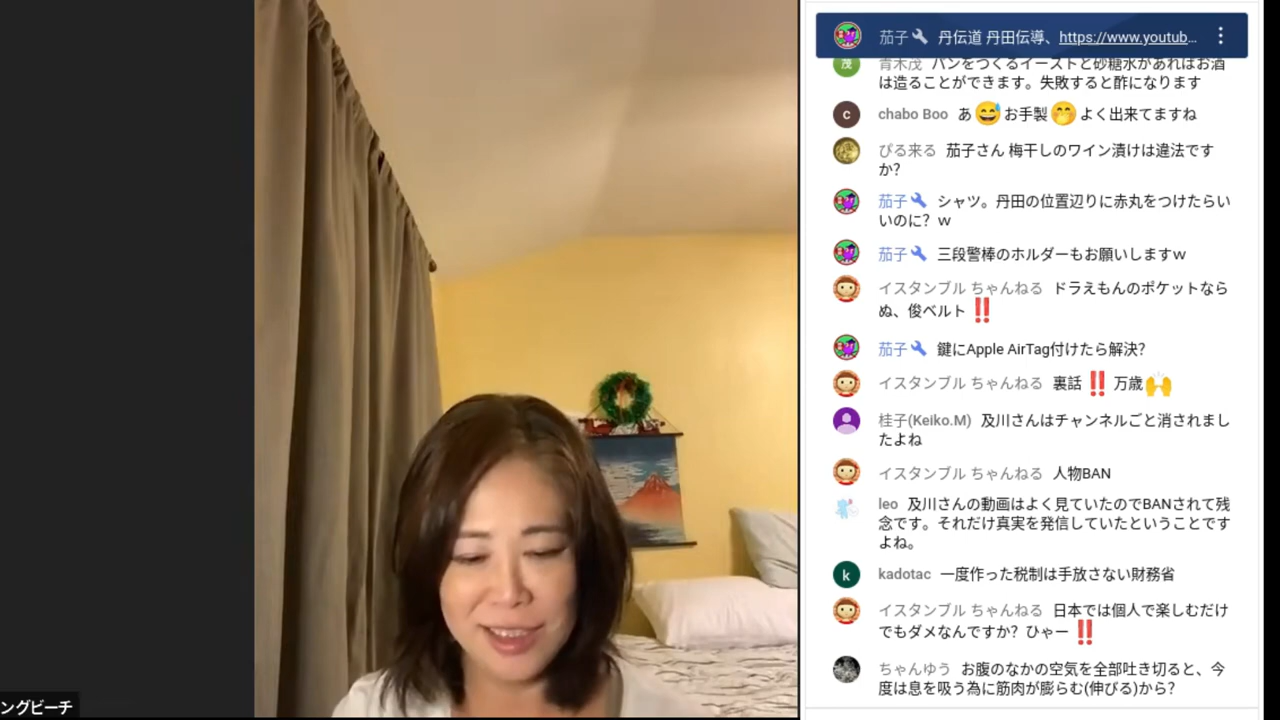 ングビーチ
茄子 丹伝道 丹田伝導、https://www.youtub...
青木茂 パンをつくるイーストと砂糖水があればお酒
は造ることができます。失敗すると酢になります
chabo Boo あ😅お手製🤭よく出来てますね
ぴる来る 茄子さん 梅干しのワイン漬けは違法です
か?
茄子 シャツ。丹田の位置辺りに赤丸をつけたらい
いのに? w
茄子 三段警棒のホルダーもお願いしますw
イスタンブル ちゃんねる ドラえもんのポケットなら
ぬ、俊ベルト‼️
茄子 鍵にApple AirTag付けたら解決?
イスタンブル ちゃんねる 裏話‼️万歳🙌
桂子(Keiko.M) 及川さんはチャンネルごと消されまし
たよね
イスタンブル ちゃんねる 人物BAN
leo 及川さんの動画はよく見ていたのでBANされて残
念です。それだけ真実を発信していたということです
よね。
kadotac 一度作った税制は手放さない財務省
イスタンブル ちゃんねる 日本では個人で楽しむだけ
でもダメなんですか? ひゃー‼️
ちゃんゆう お腹のなかの空気を全部吐き切ると、今
度は息を吸う為に筋肉が膨らむ(伸びる)から?